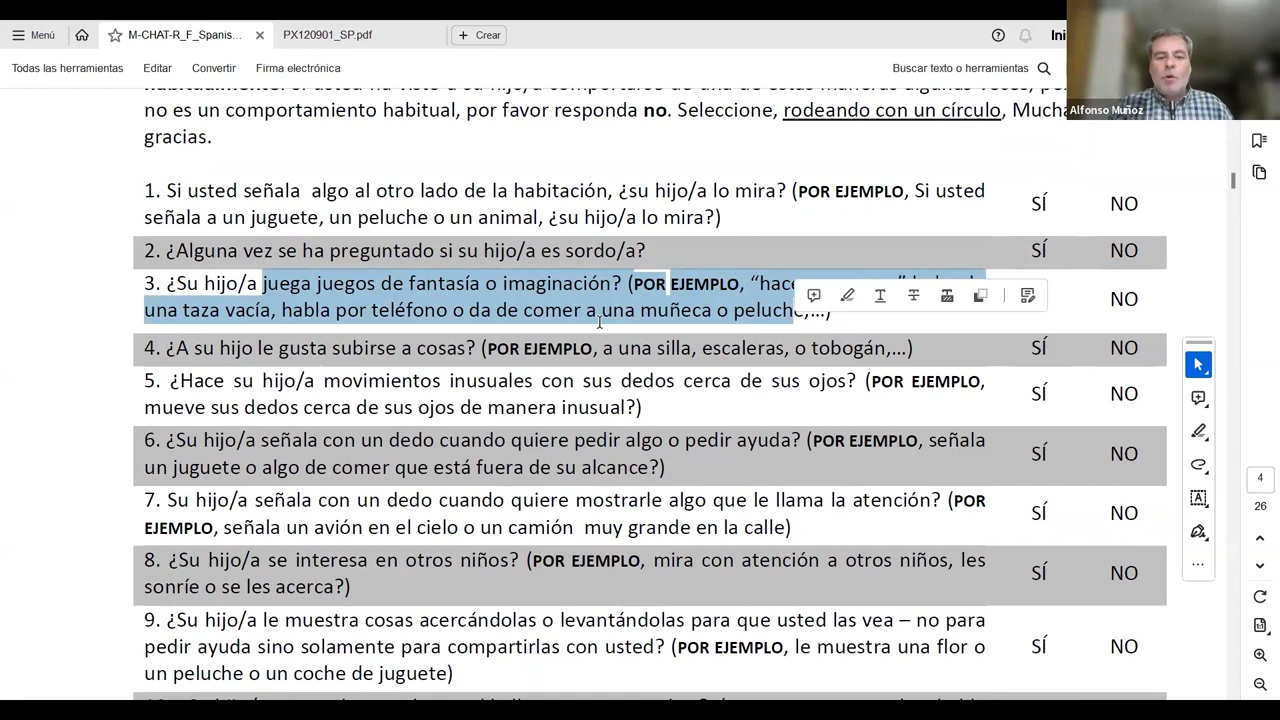 Menú
M-CHAT-R_F_Spanis...
PX120901_SP.pdf
Crear
Ini
Todas las herramientas
Editar
Convertir
Firma electrónica
Buscar texto o herramientas
Alfonso Muñoz
no es un comportamiento habitual, por favor responda no. Seleccione, rodeando con un círculo, Mucha
gracias.
1. Si usted señala algo al otro lado de la habitación, ¿su hijo/a lo mira? (POR EJEMPLO, Si usted
señala a un juguete, un peluche o un animal, ¿su hijo/a lo mira?)
SÍ NO
2. ¿Alguna vez se ha preguntado si su hijo/a es sordo/a?
SÍ NO
3. ¿Su hijo/a juega juegos de fantasía o imaginación? (POR EJEMPLO, “hace
una taza vacía, habla por teléfono o da de comer a una muñeca o peluche,...)
NO
4. ¿A su hijo le gusta subirse a cosas? (POR EJEMPLO, a una silla, escaleras, o tobogán,...)
SÍ NO
5. ¿Hace su hijo/a movimientos inusuales con sus dedos cerca de sus ojos? (POR EJEMPLO,
mueve sus dedos cerca de sus ojos de manera inusual?)
SÍ NO
6. ¿Su hijo/a señala con un dedo cuando quiere pedir algo o pedir ayuda? (POR EJEMPLO, señala
un juguete o algo de comer que está fuera de su alcance?)
SÍ NO
7. Su hijo/a señala con un dedo cuando quiere mostrarle algo que le llama la atención? (POR
EJEMPLO, señala un avión en el cielo o un camión muy grande en la calle)
SÍ NO
8. ¿Su hijo/a se interesa en otros niños? (POR EJEMPLO, mira con atención a otros niños, les
sonríe o se les acerca?)
SÍ NO
9. ¿Su hijo/a le muestra cosas acercándolas o levantándolas para que usted las vea – no para
pedir ayuda sino solamente para compartirlas con usted? (POR EJEMPLO, le muestra una flor o
un peluche o un coche de juguete)
SÍ NO
4
26